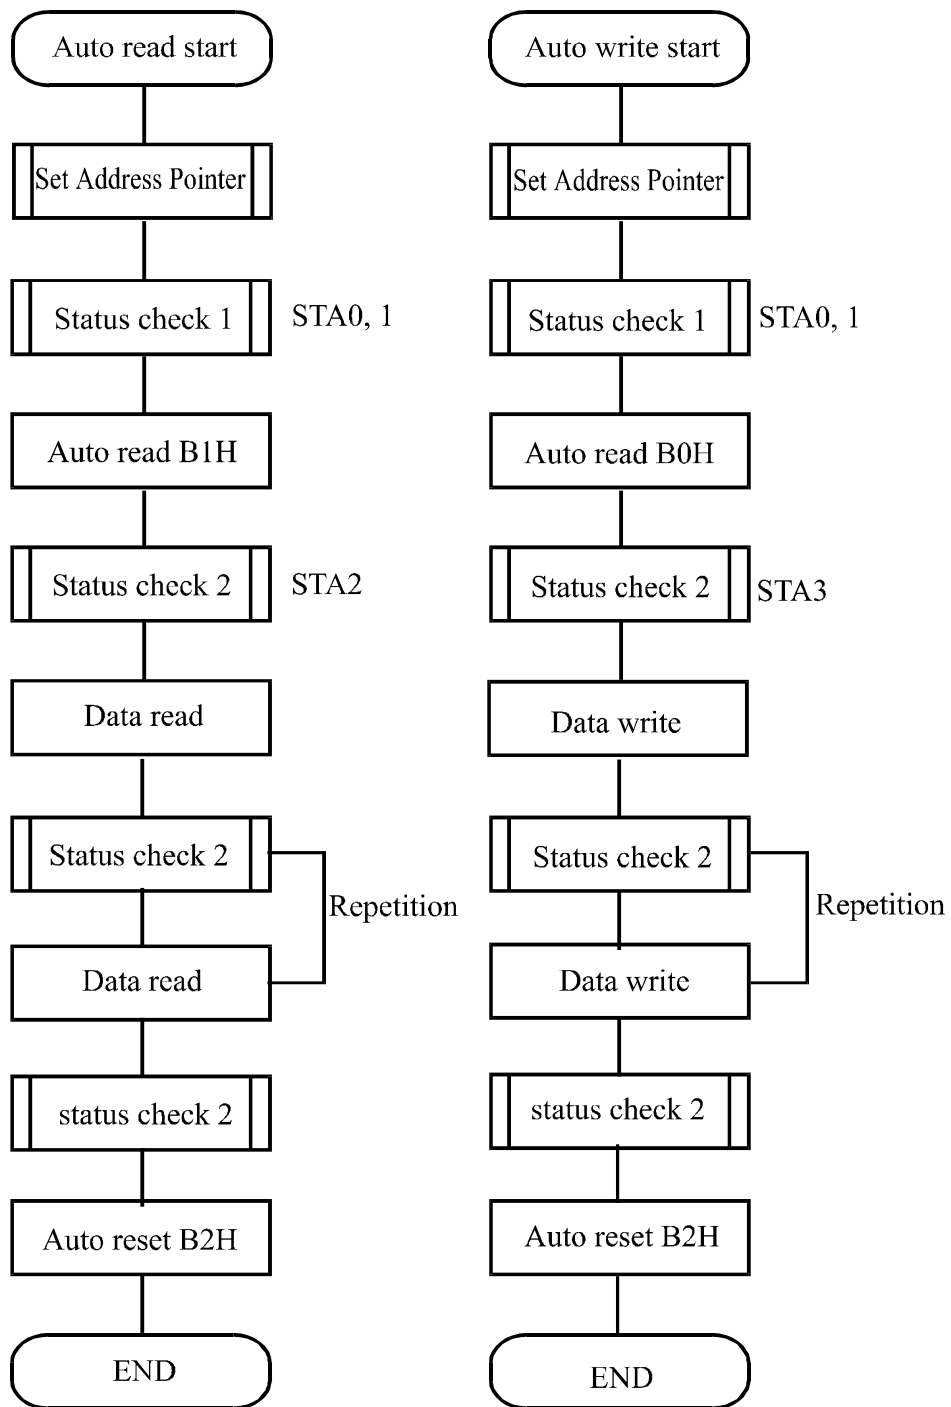 Auto read start
Set Address Pointer
Status check 1
STA0, 1
Auto read B1H
Status check 2
STA2
Data read
Status check 2
Repetition
Data read
status check 2
Auto reset B2H
END
Auto write start
Set Address Pointer
Status check 1
STA0, 1
Auto read B0H
Status check 2
STA3
Data write
Status check 2
Repetition
Data write
status check 2
Auto reset B2H
END